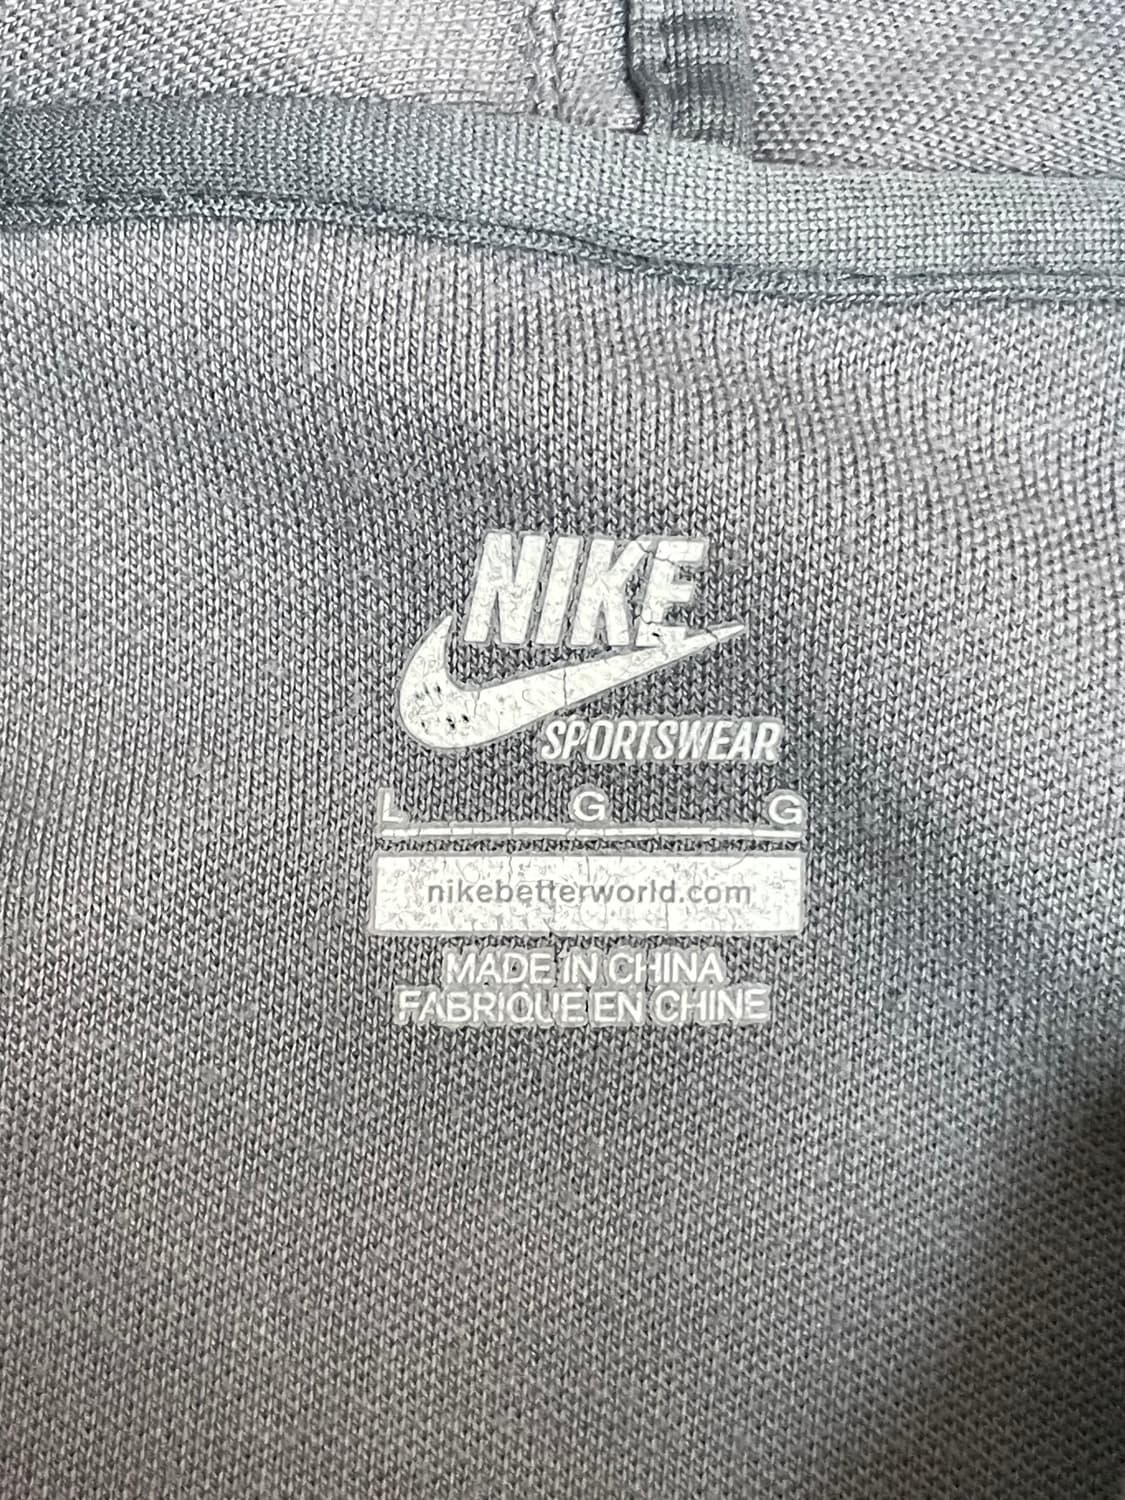 NIKE
SPORTSWEAR
L G G
nikebetterworld.com
MADE IN CHINA
FABRIQUE EN CHINE